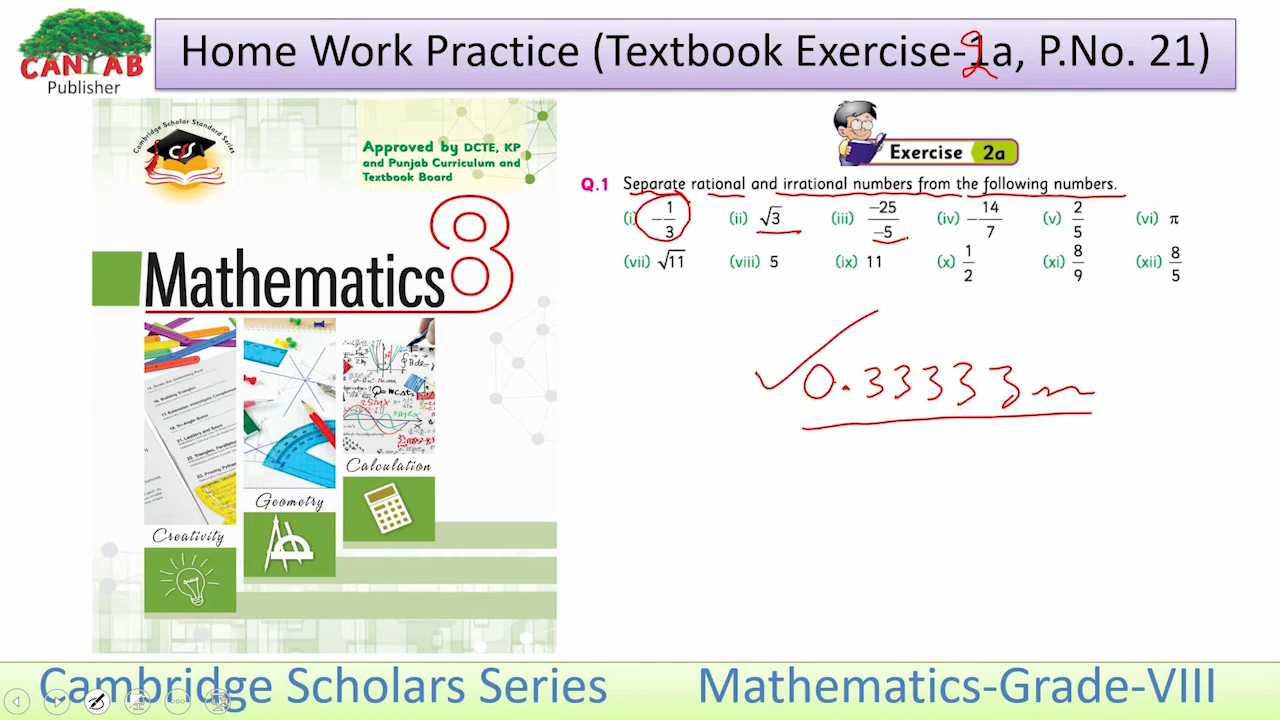 CANTAB
Publisher
Home Work Practice (Textbook Exercise-2a, P.No. 21)
Cambridge Scholar Standard Series
CSS
Approved by DCTE, KP
and Punjab Curriculum and
Textbook Board
Mathematics 8
Creativity
Geometry
Calculation
Exercise 2a
Q.1 Separate rational and irrational numbers from the following numbers.
(i) -1/3 (ii) √3 (iii) -25/-5 (iv) -14/7 (v) 2/5 (vi) π
(vii) √11 (viii) 5 (ix) 11 (x) 1/2 (xi) 8/9 (xii) 8/5
0.33333
Cambridge Scholars Series Mathematics-Grade-VIII